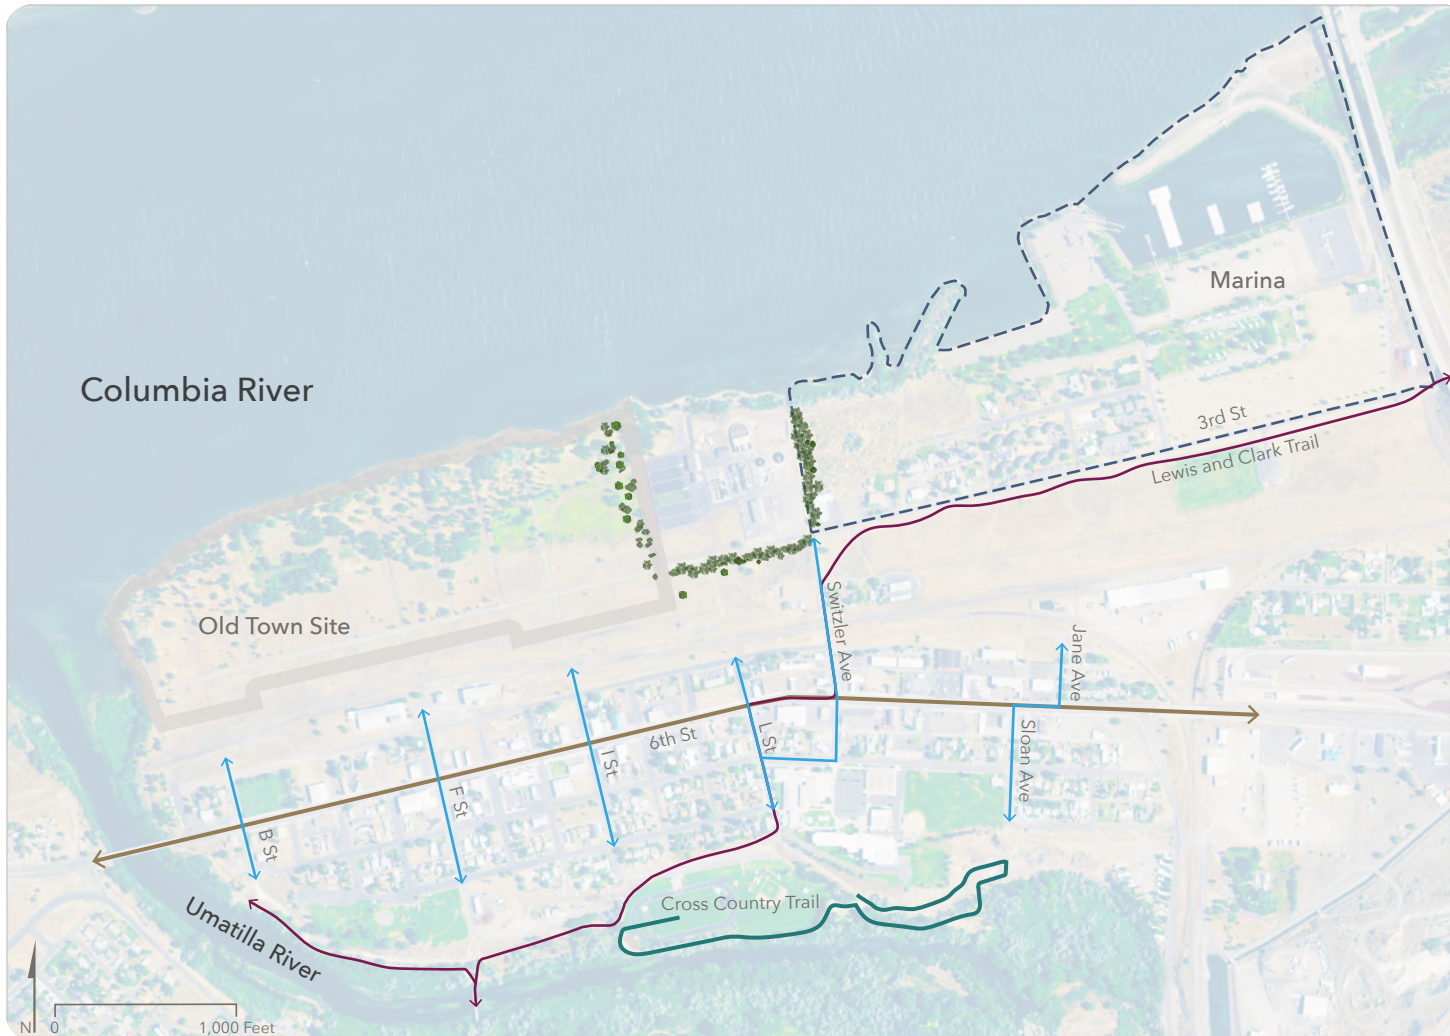 Marina
Columbia River
3rd St
Lewis and Clark Trail
Old Town Site
Switzler Ave
Jane Ave
6th St
L St
I St
Sloan Ave
F St
B St
Cross Country Trail
Umatilla River
N
0
1,000 Feet